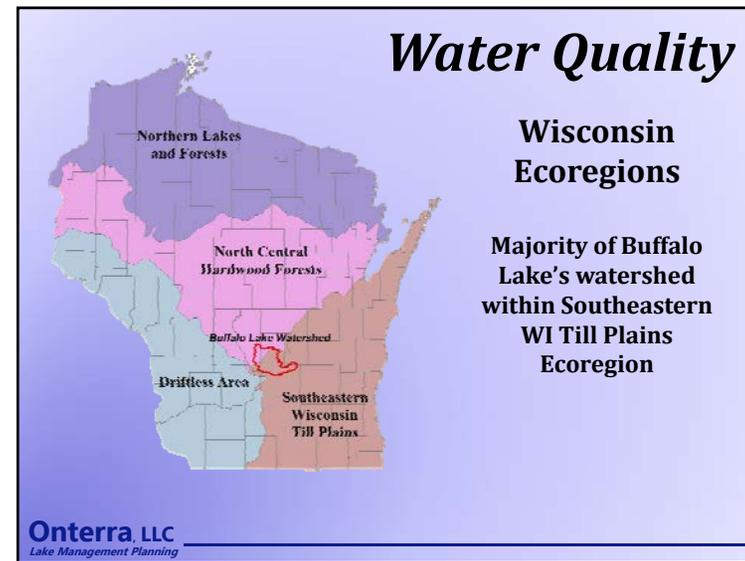 Water Quality
Wisconsin
Ecoregions
Majority of Buffalo
Lake's watershed
within Southeastern
WI Till Plains
Ecoregion
Northern Lakes
and Forests
North Central
Hardwood Forests
Buffalo Lake Watershed
Driftless Area
Southeastern
Wisconsin
Till Plains
Onterra, LLC
Lake Management Planning